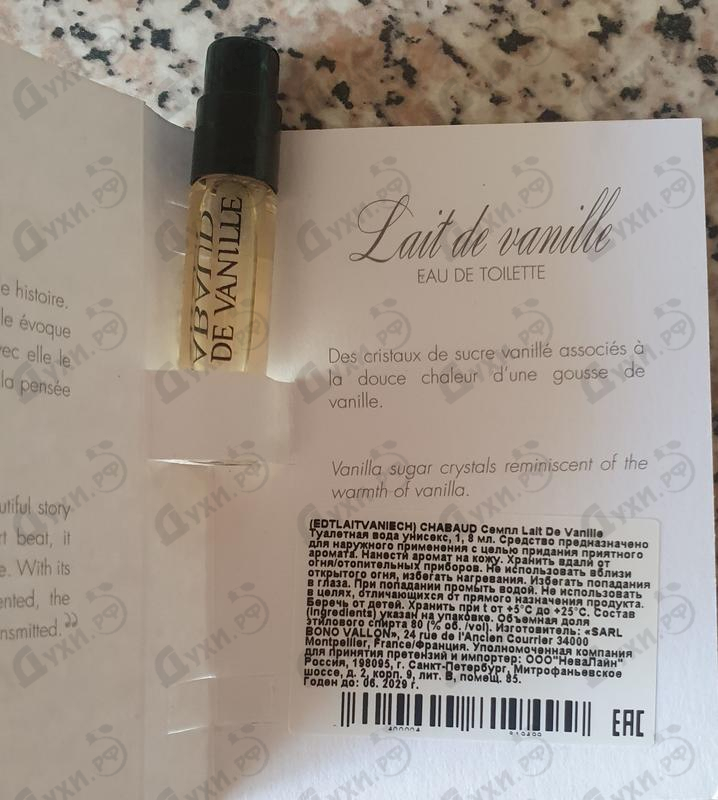 DE VANILLE
e histoire.
le évoque
vec elle le
la pensée
utiful story
rt beat, it
e. With its
ented, the
nsmitted.”
Lait de vanille
EAU DE TOILETTE
Des cristaux de sucre vanillé associés à
la douce chaleur d'une gousse de
vanille.
Vanilla sugar crystals reminiscent of the
warmth of vanilla.
(EDTLAITVANIECH) CHABAUD Семпл Lait De Vanille
Туалетная вода унисекс, 1, 8 мл. Средство предназначено
для наружного применения с целью придания приятного
аромата. Нанести аромат на кожу. Хранить вдали от
огня/отопительных приборов. Не использовать вблизи
открытого огня, избегать нагревания. Избегать попадания
в глаза. При попадании промыть водой. Не использовать
в целях, отличающихся от прямого назначения продукта.
Беречь от детей. Хранить при t от +5°C до +25°C. Состав
(Ingredients) указан на упаковке. Объемная доля
этилового спирта 80 (% об. /vol). Изготовитель: «SARL
BONO VALLON», 24 rue de l'Ancien Courrier 34000
Montpellier, France/Франция. Уполномоченная компания
для принятия претензий и импортер: ООО"НеваЛайн"
Россия, 198095, г. Санкт-Петербург, Митрофаньевское
шоссе, д. 2, корп. 9, лит. В, помещ. 85.
Годен до: 06. 2029 г.
EAC
духи.рф